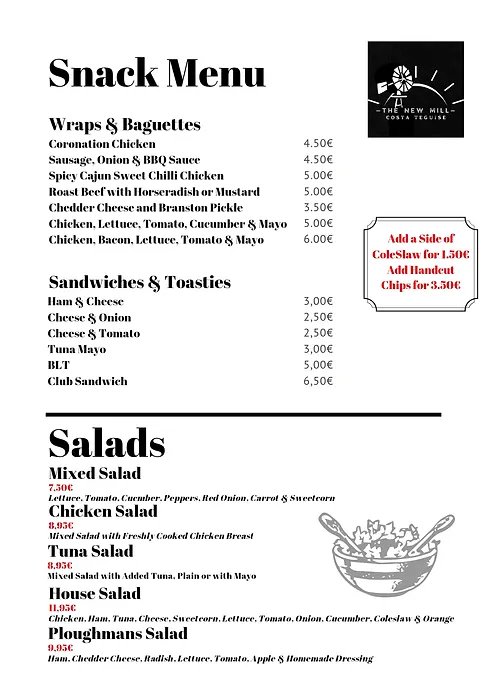 Snack Menu
THE NEW MILL
COSTA TEGUISE
Wraps & Baguettes
Coronation Chicken 4.50€
Sausage, Onion & BBQ Sauce 4.50€
Spicy Cajun Sweet Chilli Chicken 5.00€
Roast Beef with Horseradish or Mustard 5.00€
Chedder Cheese and Branston Pickle 3.50€
Chicken, Lettuce, Tomato, Cucumber & Mayo 5.00€
Chicken, Bacon, Lettuce, Tomato & Mayo 6.00€
Add a Side of
ColeSlaw for 1.50€
Add Handcut
Chips for 3.50€
Sandwiches & Toasties
Ham & Cheese 3,00€
Cheese & Onion 2,50€
Cheese & Tomato 2,50€
Tuna Mayo 3,00€
BLT 5,00€
Club Sandwich 6,50€
Salads
Mixed Salad
7,50€
Lettuce, Tomato, Cucmber, Peppers, Red Onion, Carrot & Sweetcorn
Chicken Salad
8,95€
Mixed Salad with Freshly Cooked Chicken Breast
Tuna Salad
8,95€
Mixed Salad with Added Tuna, Plain or with Mayo
House Salad
11,95€
Chicken, Ham, Tuna, Cheese, Sweetcorn, Lettuce, Tomato, Onion, Cucumber, Coleslaw & Orange
Ploughmans Salad
9,95€
Ham, Chedder Cheese, Radish, Lettuce, Tomato, Apple & Homemade Dressing